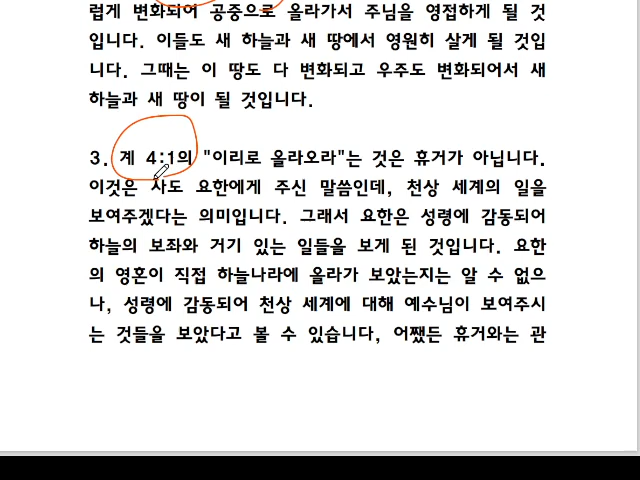 럽게 변화되어 공중으로 올라가서 주님을 영접하게 될 것
입니다. 이들도 새 하늘과 새 땅에서 영원히 살게 될 것입
니다. 그때는 이 땅도 다 변화되고 우주도 변화되어서 새
하늘과 새 땅이 될 것입니다.
3. 계 4:1의 "이리로 올라오라"는 것은 휴거가 아닙니다.
이것은 사도 요한에게 주신 말씀인데, 천상 세계의 일을
보여주겠다는 의미입니다. 그래서 요한은 성령에 감동되어
하늘의 보좌와 거기 있는 일들을 보게 된 것입니다. 요한
의 영혼이 직접 하늘나라에 올라가 보았는지는 알 수 없으
나, 성령에 감동되어 천상 세계에 대해 예수님이 보여주시
는 것들을 보았다고 볼 수 있습니다, 어쨌든 휴거와는 관